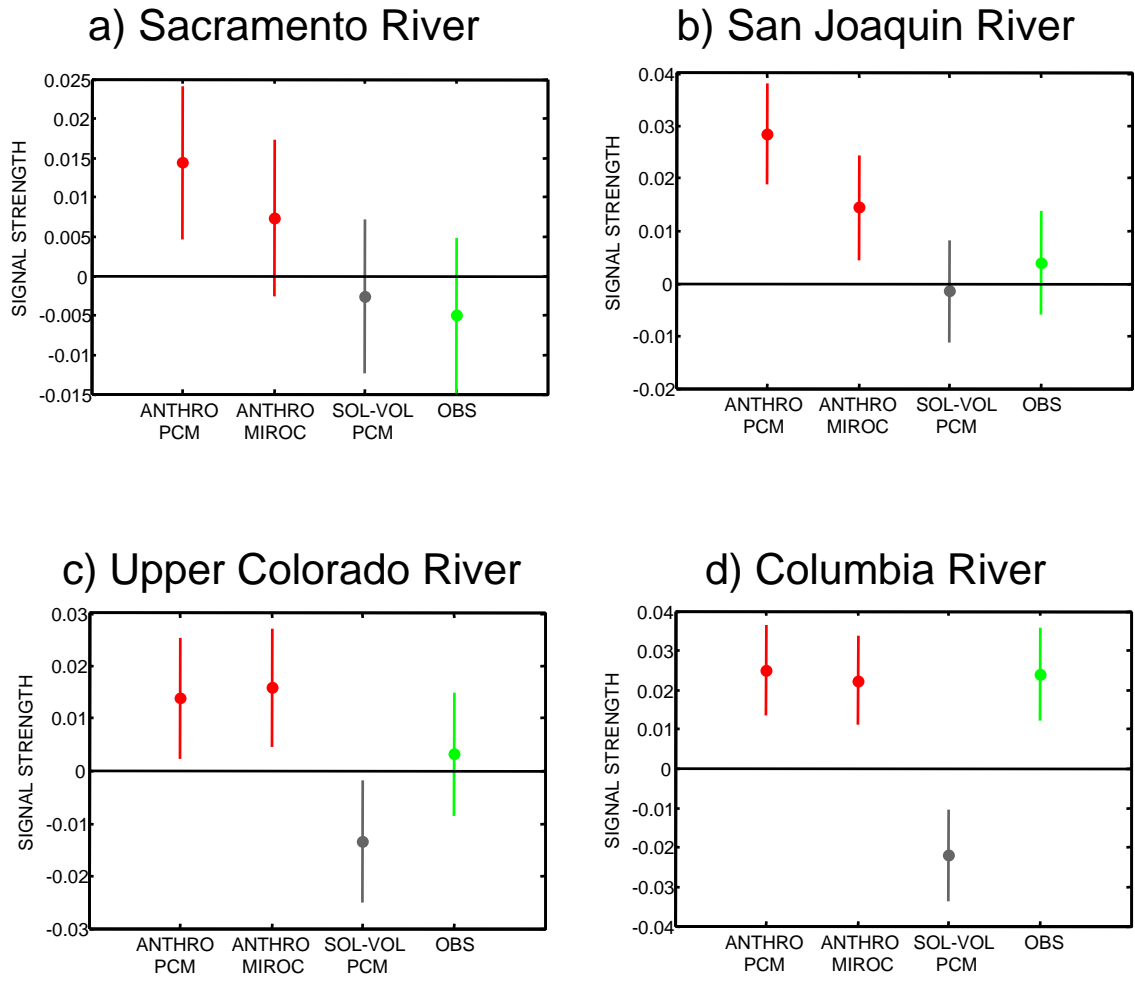 a) Sacramento River
SIGNAL STRENGTH
0.025
0.02
0.015
0.01
0.005
0
-0.005
-0.01
-0.015
ANTHRO PCM
ANTHRO MIROC
SOL-VOL PCM
OBS
b) San Joaquin River
SIGNAL STRENGTH
0.04
0.03
0.02
0.01
0
-0.01
-0.02
ANTHRO PCM
ANTHRO MIROC
SOL-VOL PCM
OBS
c) Upper Colorado River
SIGNAL STRENGTH
0.03
0.02
0.01
0
-0.01
-0.02
-0.03
ANTHRO PCM
ANTHRO MIROC
SOL-VOL PCM
OBS
d) Columbia River
SIGNAL STRENGTH
0.04
0.03
0.02
0.01
0
-0.01
-0.02
-0.03
-0.04
ANTHRO PCM
ANTHRO MIROC
SOL-VOL PCM
OBS